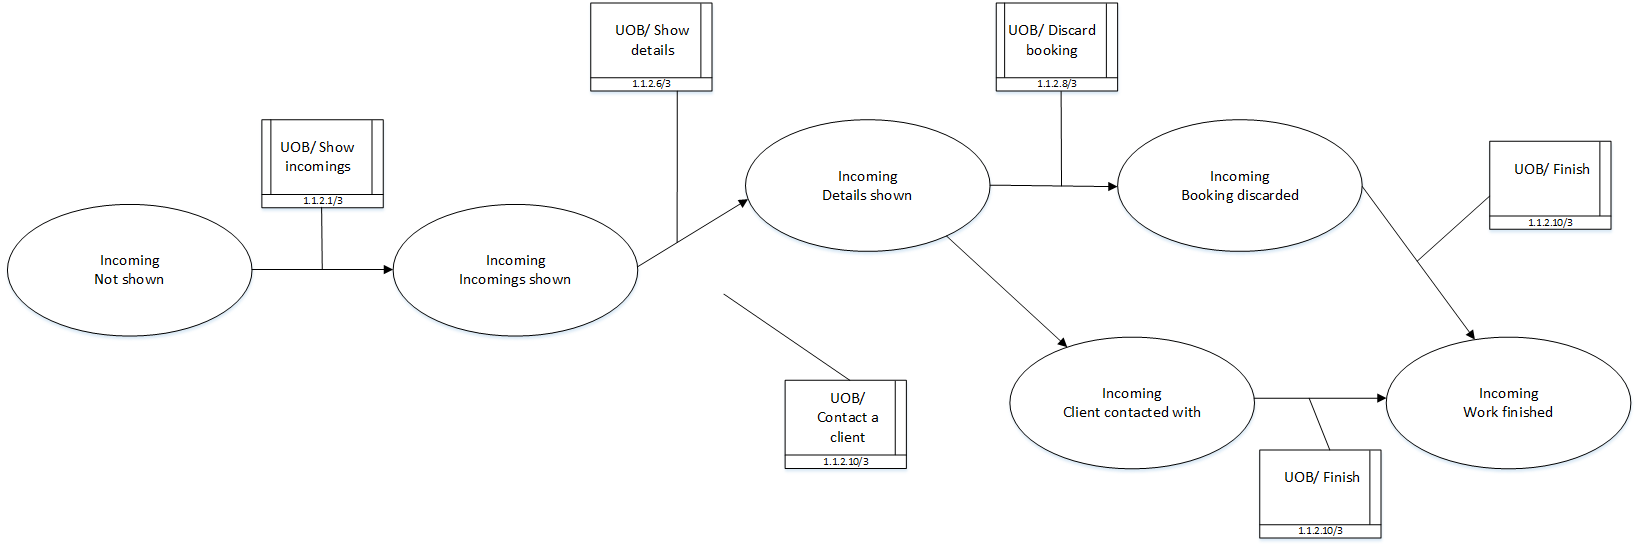 UOB/ Show
details
1.1.2.6/3
UOB/ Discard
booking
1.1.2.8/3
UOB/ Show
incomings
1.1.2.1/3
UOB/ Finish
1.1.2.10/3
Incoming
Not shown
Incoming
Incomings shown
Incoming
Details shown
Incoming
Booking discarded
UOB/
Contact a
client
1.1.2.10/3
Incoming
Client contacted with
Incoming
Work finished
UOB/ Finish
1.1.2.10/3